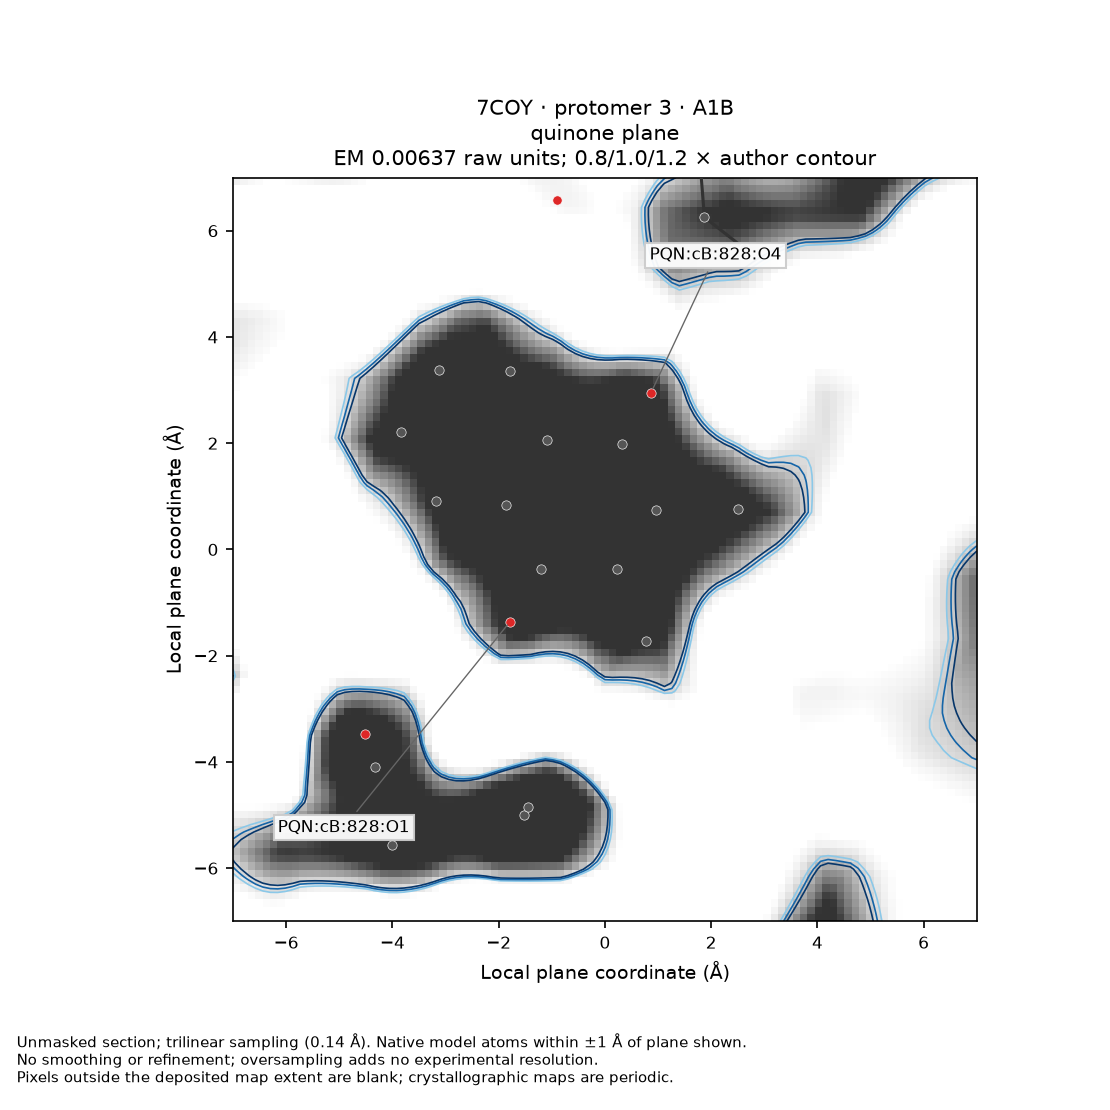 7COY · protomer 3 · A1B
quinone plane
EM 0.00637 raw units; 0.8/1.0/1.2 × author contour
Local plane coordinate (Å)
6
4
2
0
−2
−4
−6
PQN:cB:828:O4
PQN:cB:828:O1
−6 −4 −2 0 2 4 6
Local plane coordinate (Å)
Unmasked section; trilinear sampling (0.14 Å). Native model atoms within ±1 Å of plane shown.
No smoothing or refinement; oversampling adds no experimental resolution.
Pixels outside the deposited map extent are blank; crystallographic maps are periodic.